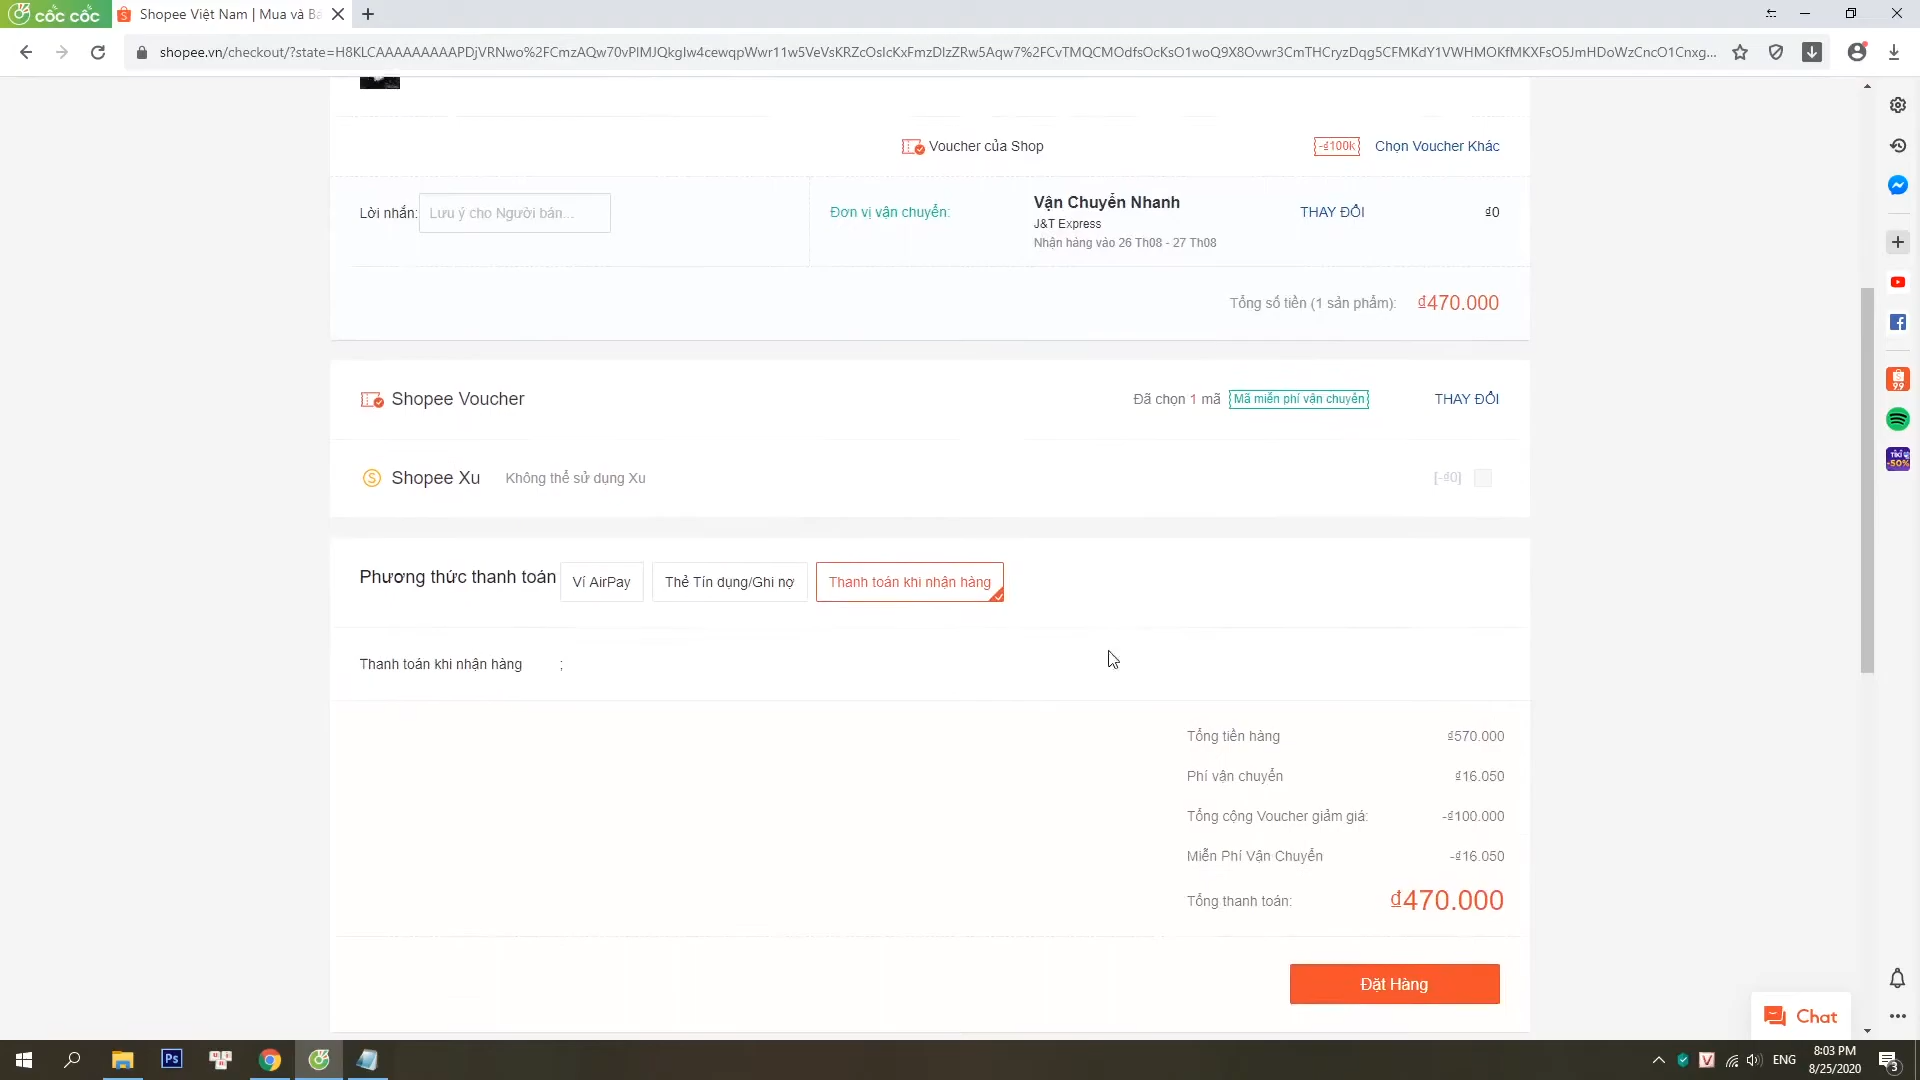 cốc cốc
Shopee Việt Nam | Mua và Bá
shopee.vn/checkout/?state=
Voucher của Shop
-₫100k
Chọn Voucher Khác
Lời nhắn:
Lưu ý cho Người bán...
Đơn vị vận chuyển:
Vận Chuyển Nhanh
J&T Express
Nhận hàng vào 26 Th08 - 27 Th08
THAY ĐỔI
₫0
Tổng số tiền (1 sản phẩm):
₫470.000
Shopee Voucher
Đã chọn 1 mã
Mã miễn phí vận chuyển
THAY ĐỔI
Shopee Xu
Không thể sử dụng Xu
[-₫0]
Phương thức thanh toán
Ví AirPay
Thẻ Tín dụng/Ghi nợ
Thanh toán khi nhận hàng
Thanh toán khi nhận hàng ;
Tổng tiền hàng
₫570.000
Phí vận chuyển
₫16.050
Tổng cộng Voucher giảm giá:
-₫100.000
Miễn Phí Vận Chuyển
-₫16.050
Tổng thanh toán:
₫470.000
Đặt Hàng
Chat
9.9
TIKI
-50%
Ps
V
ENG
8:03 PM
8/25/2020
3